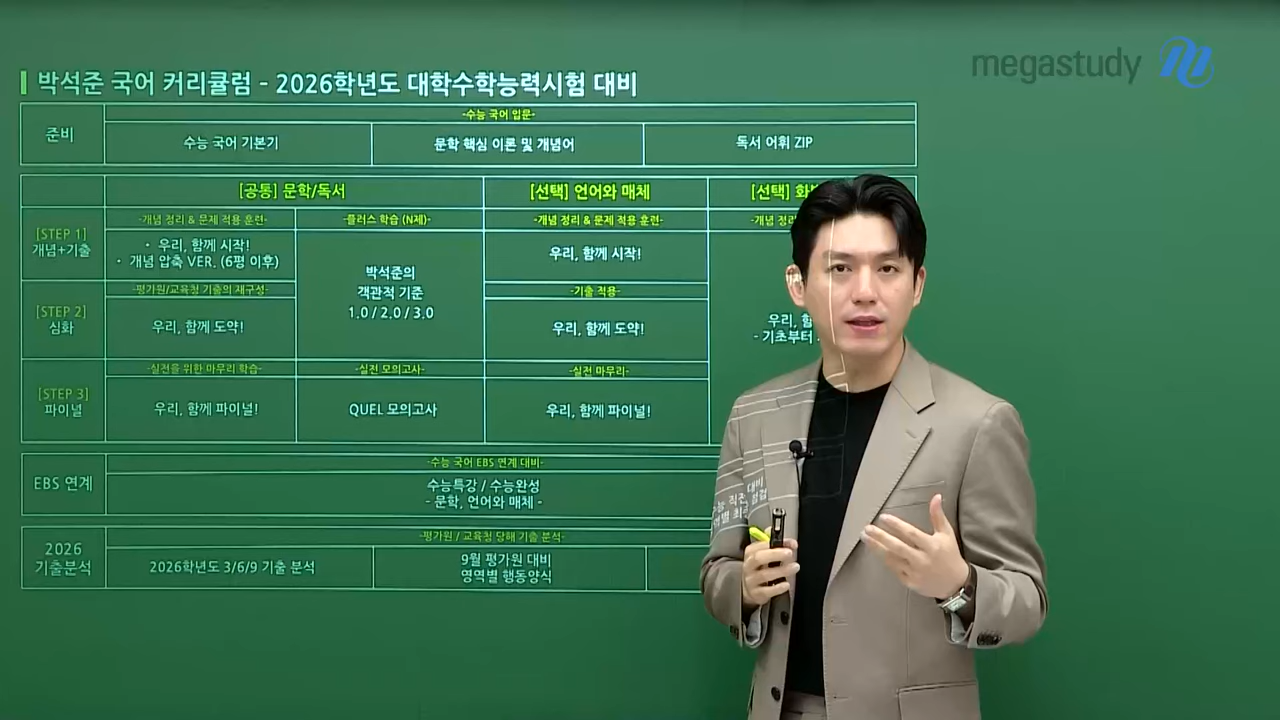 megastudy
박석준 국어 커리큘럼 - 2026학년도 대학수학능력시험 대비
준비
-수능 국어 입문-
수능 국어 기본기
문학 핵심 이론 및 개념어
독서 어휘 ZIP
[공통] 문학/독서
[선택] 언어와 매체
[선택]
[STEP 1]
개념+기출
-개념 정리 & 문제 적용 훈련-
-플러스 학습 (N제)-
-개념 정리 & 문제 적용 훈련-
-개념 정리
· 우리, 함께 시작!
· 개념 압축 VER. (6평 이후)
박석준의
객관적 기준
1.0 / 2.0 / 3.0
우리, 함께 시작!
[STEP 2]
심화
-평가원/교육청 기출의 재구성-
-기출 적용-
우리, 함께 도약!
우리, 함께 도약!
우리,
- 기초부터
[STEP 3]
파이널
-실전을 위한 마무리 학습-
-실전 모의고사-
-실전 마무리-
우리, 함께 파이널!
QUEL 모의고사
우리, 함께 파이널!
EBS 연계
-수능 국어 EBS 연계 대비-
수능특강 / 수능완성
- 문학, 언어와 매체 -
2026
기출분석
-평가원 / 교육청 당해 기출 분석-
2026학년도 3/6/9 기출 분석
9월 평가원 대비
영역별 행동양식
대비
직전